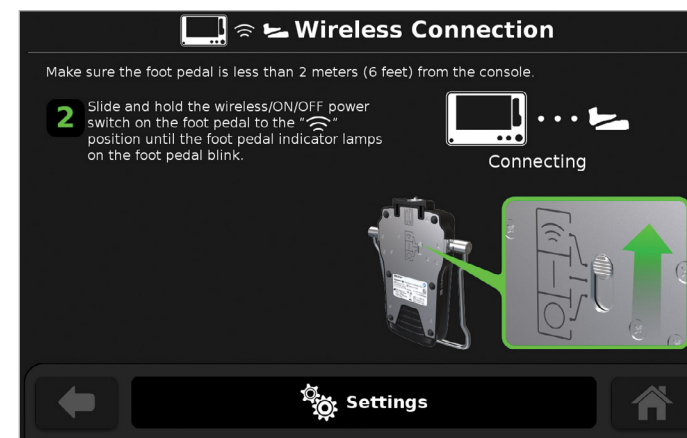 Wireless Connection
Make sure the foot pedal is less than 2 meters (6 feet) from the console.
2
Slide and hold the wireless/ON/OFF power
switch on the foot pedal to the " "
position until the foot pedal indicator lamps
on the foot pedal blink.
Connecting
Settings